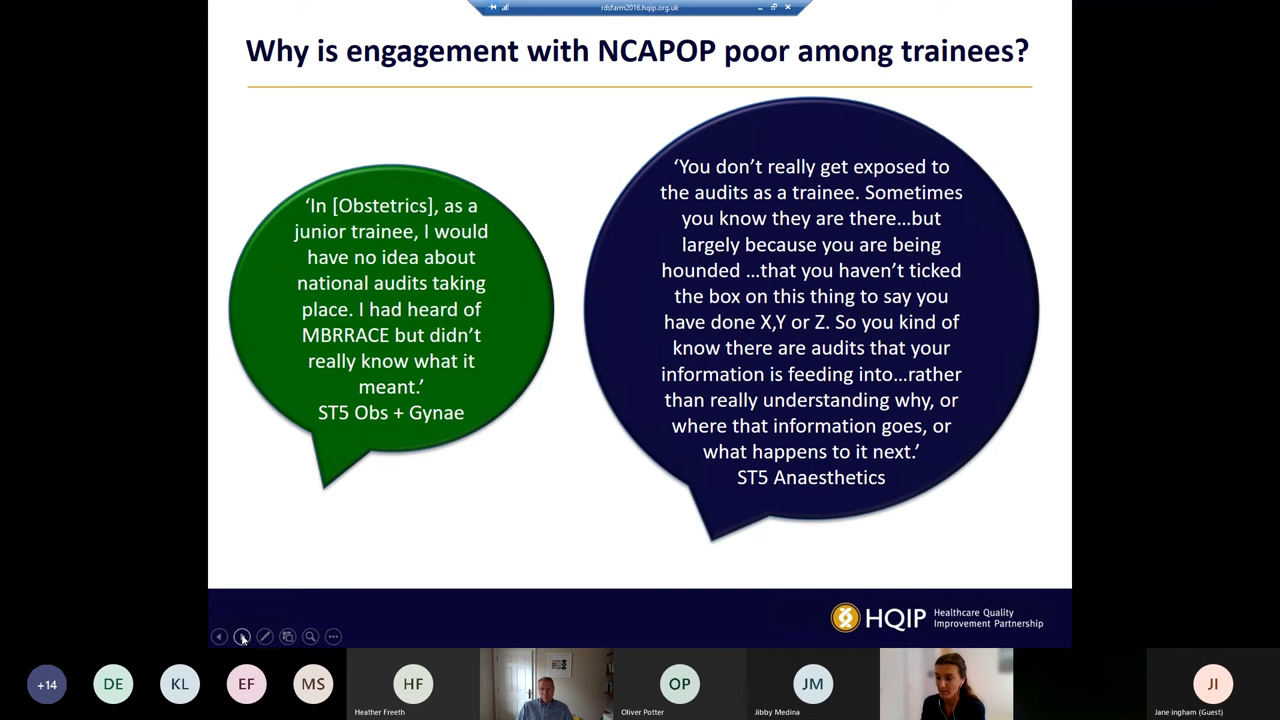 rdsfarm2016.hqip.org.uk
Why is engagement with NCAPOP poor among trainees?
‘In [Obstetrics], as a
junior trainee, I would
have no idea about
national audits taking
place. I had heard of
MBRRACE but didn’t
really know what it
meant.’
ST5 Obs + Gynae
‘You don’t really get exposed to
the audits as a trainee. Sometimes
you know they are there…but
largely because you are being
hounded …that you haven’t ticked
the box on this thing to say you
have done X,Y or Z. So you kind of
know there are audits that your
information is feeding into…rather
than really understanding why, or
where that information goes, or
what happens to it next.’
ST5 Anaesthetics
HQIP
Healthcare Quality
Improvement Partnership
+14
DE
KL
EF
MS
HF
Heather Freeth
OP
Oliver Potter
JM
Jibby Medina
JI
Jane ingham (Guest)